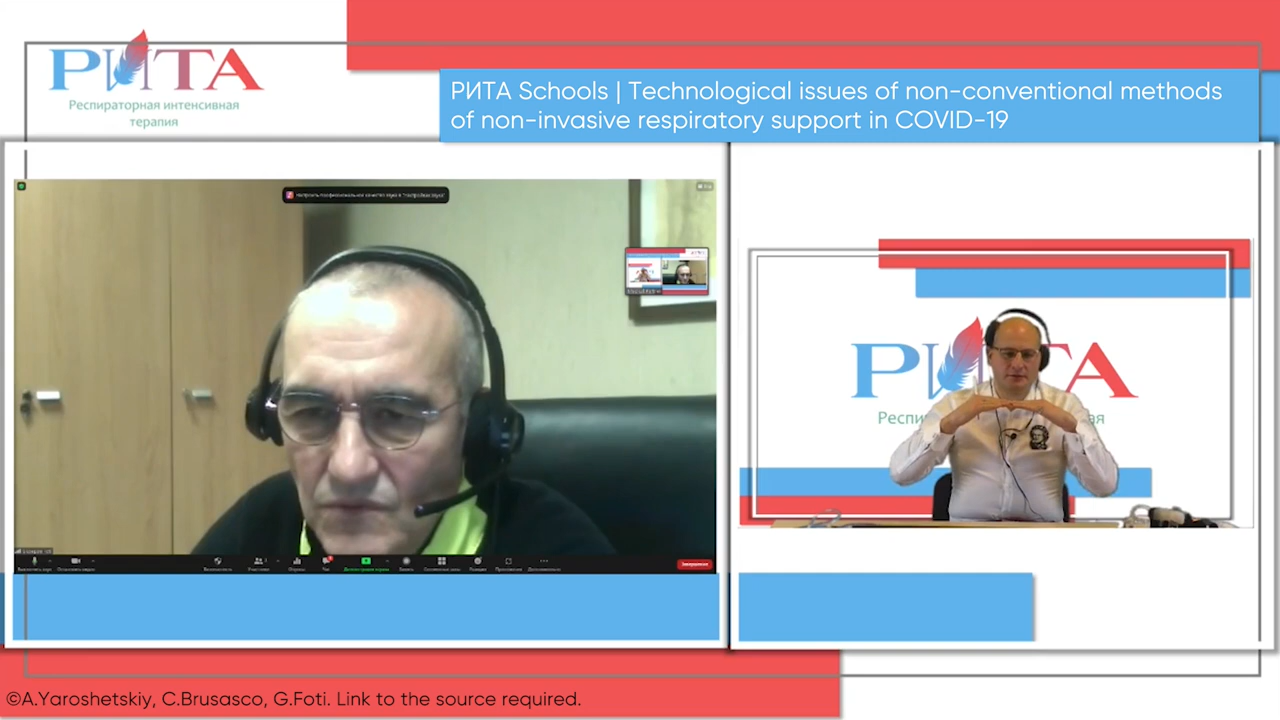 РИТА
Респираторная интенсивная
терапия
РИТА Schools | Technological issues of non-conventional methods
of non-invasive respiratory support in COVID-19
РИТА
©A.Yaroshetskiy, C.Brusasco, G.Foti. Link to the source required.